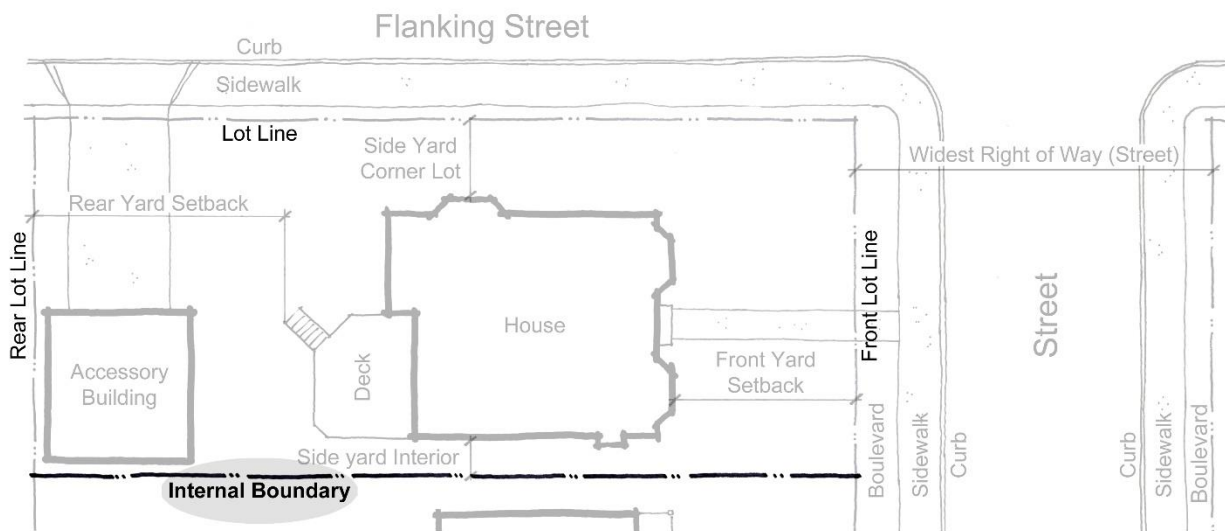 Flanking Street
Curb
Sidewalk
Lot Line
Side Yard
Corner Lot
Widest Right of Way (Street)
Rear Yard Setback
Rear Lot Line
Front Lot Line
Street
House
Accessory
Building
Deck
Front Yard
Setback
Side yard Interior
Internal Boundary
Boulevard
Sidewalk
Curb
Curb
Sidewalk
Boulevard